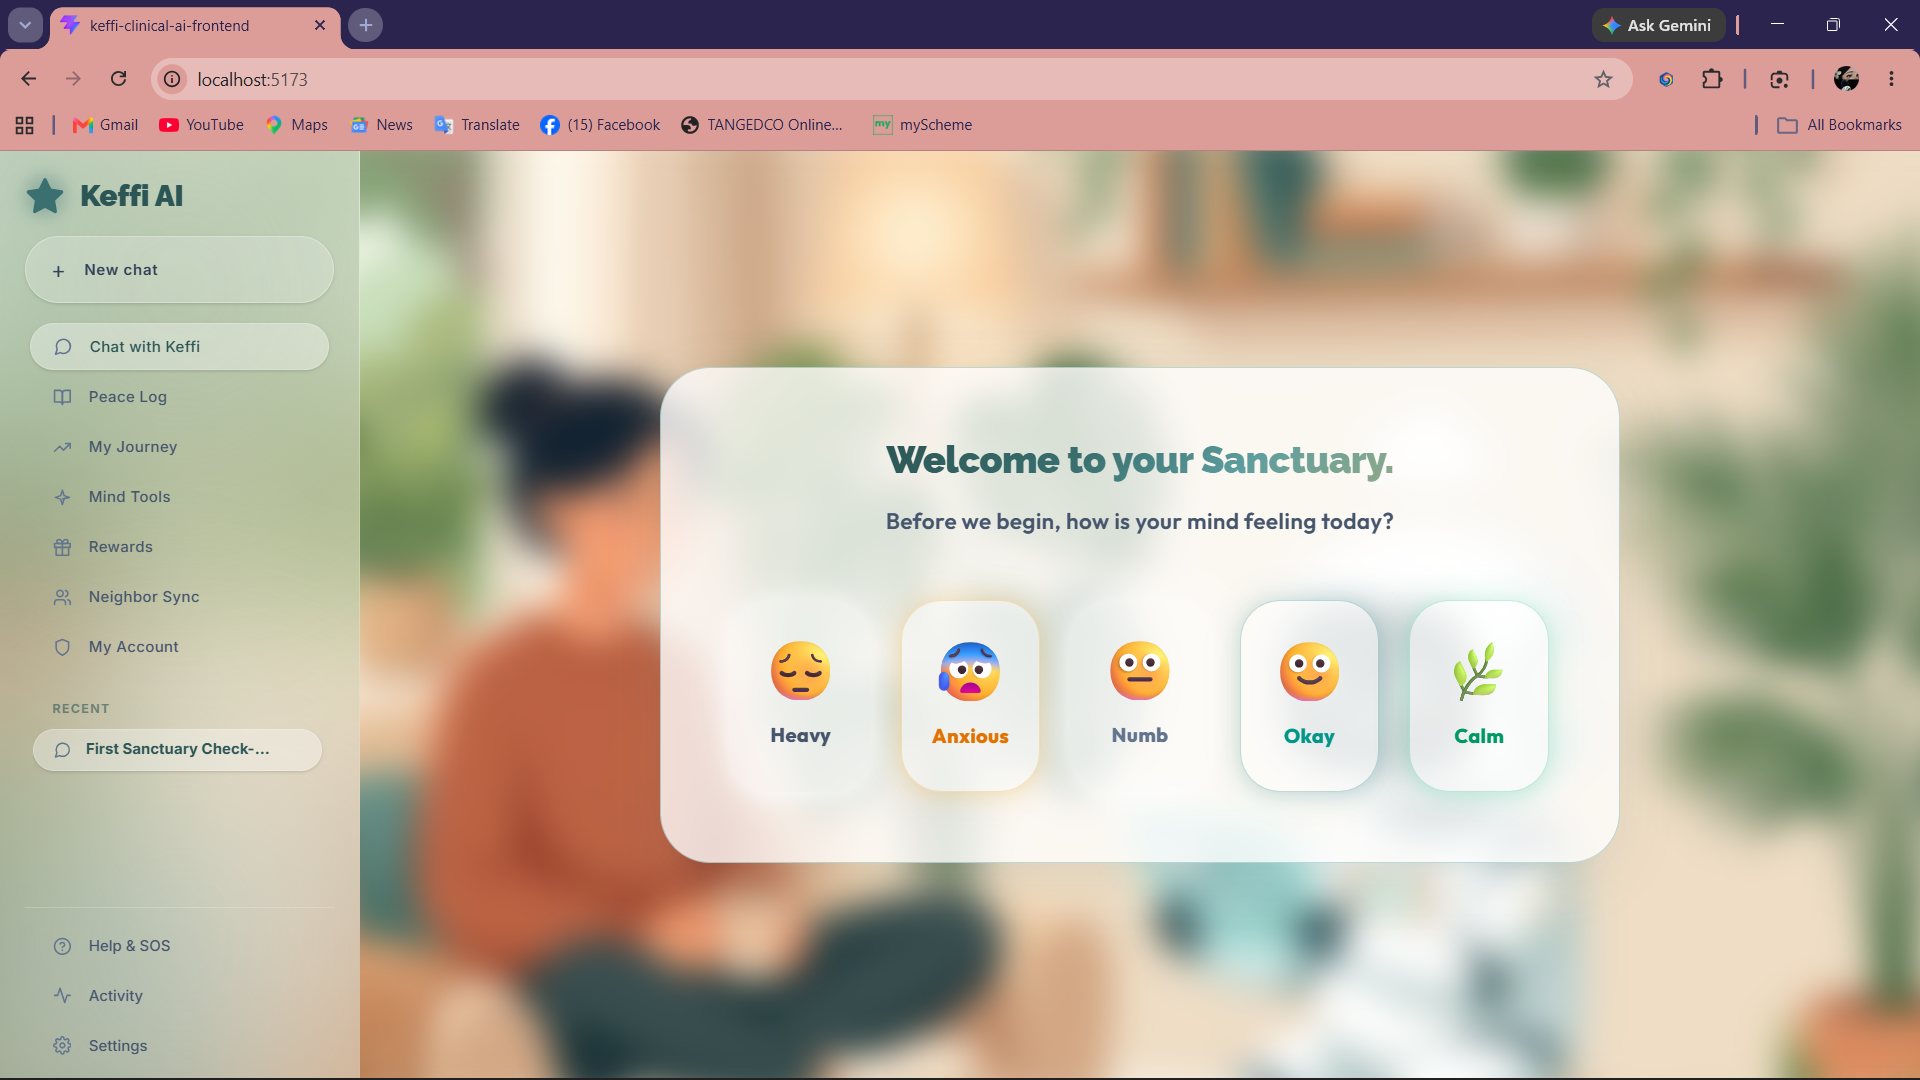 keffi-clinical-ai-frontend
Ask Gemini
localhost:5173
Gmail
YouTube
Maps
News
Translate
(15) Facebook
TANGEDCO Online...
my
myScheme
All Bookmarks
Keffi AI
+ New chat
Chat with Keffi
Peace Log
My Journey
Mind Tools
Rewards
Neighbor Sync
My Account
RECENT
First Sanctuary Check-...
Help & SOS
Activity
Settings
Welcome to your Sanctuary.
Before we begin, how is your mind feeling today?
Heavy
Anxious
Numb
Okay
Calm